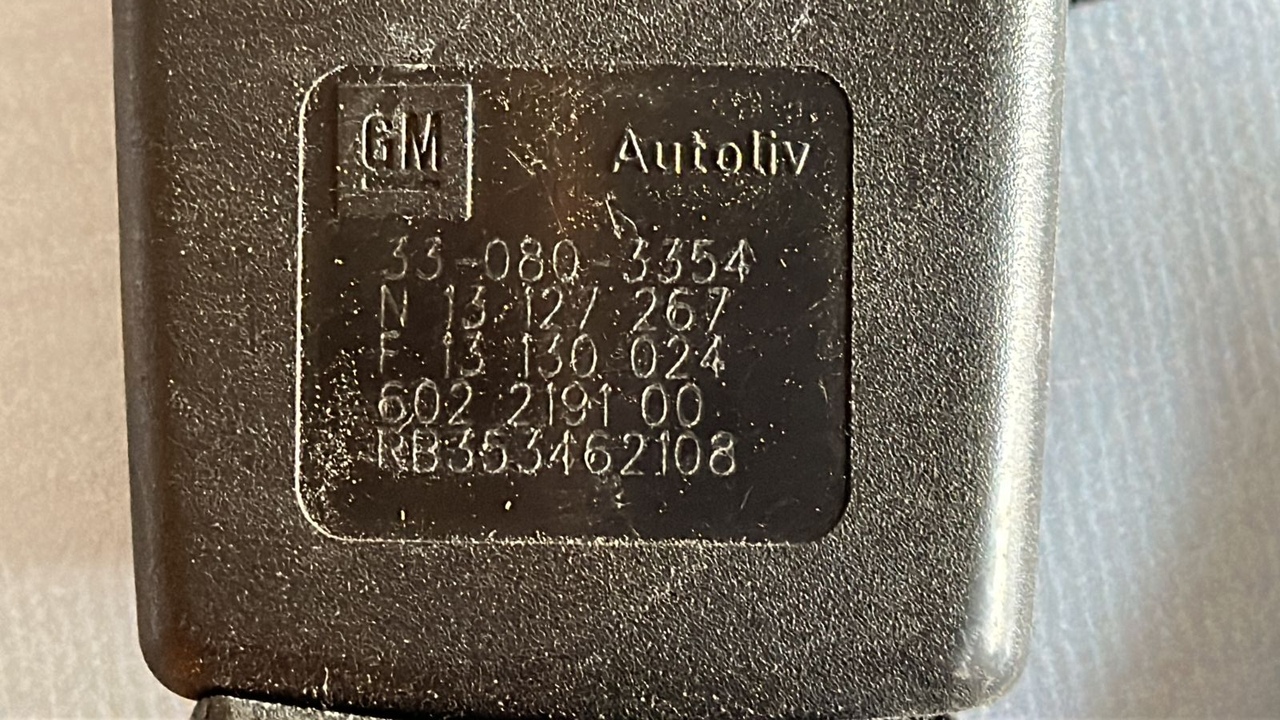 GM Autoliv
33-080-3354
N 13 127 267
F 13 130 024
602 2191 00
RB353462108